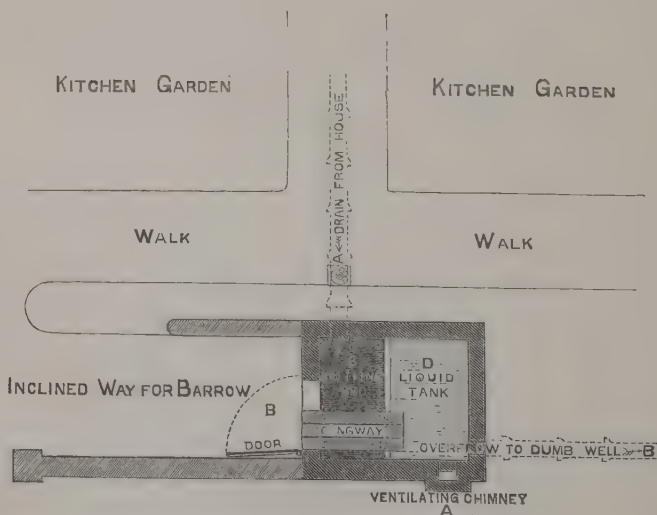 KITCHEN GARDEN
KITCHEN GARDEN
A DRAIN FROM HOUSE
WALK
WALK
D
LIQUID
TANK
INCLINED WAY FOR BARROW
B
DOOR
OVERFLOW TO DUMB WELL B
VENTILATING CHIMNEY
A